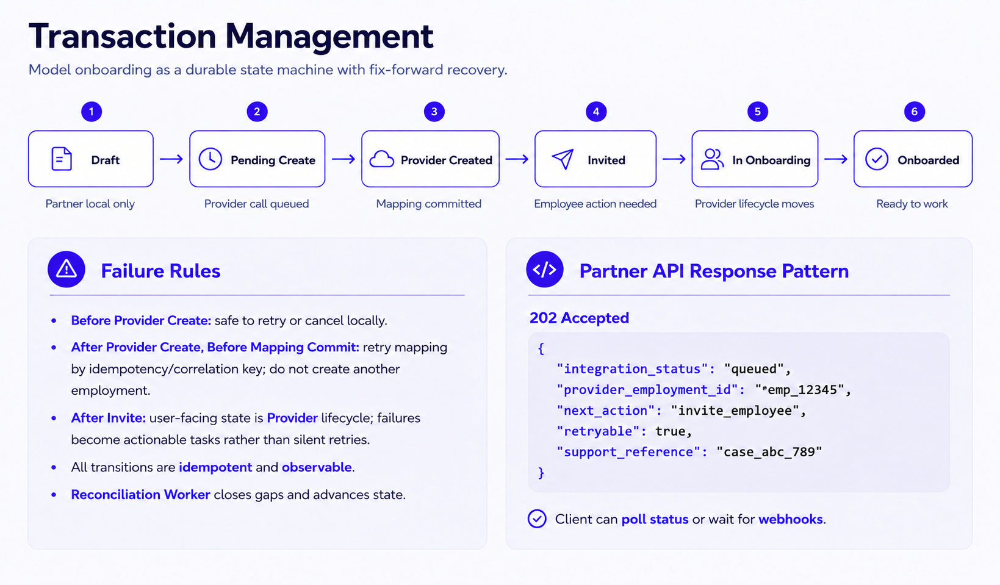 Transaction Management
Model onboarding as a durable state machine with fix-forward recovery.
1
2
3
4
5
6
Draft
Pending Create
Provider Created
Invited
In Onboarding
Onboarded
Partner local only
Provider call queued
Mapping committed
Employee action needed
Provider lifecycle moves
Ready to work
Failure Rules
• Before Provider Create: safe to retry or cancel locally.
• After Provider Create, Before Mapping Commit: retry mapping
by idempotency/correlation key; do not create another
employment.
• After Invite: user-facing state is Provider lifecycle; failures
become actionable tasks rather than silent retries.
• All transitions are idempotent and observable.
• Reconciliation Worker closes gaps and advances state.
</> Partner API Response Pattern
202 Accepted
{
"integration_status": "queued",
"provider_employment_id": "emp_12345",
"next_action": "invite_employee",
"retryable": true,
"support_reference": "case_abc_789"
}
Client can poll status or wait for webhooks.